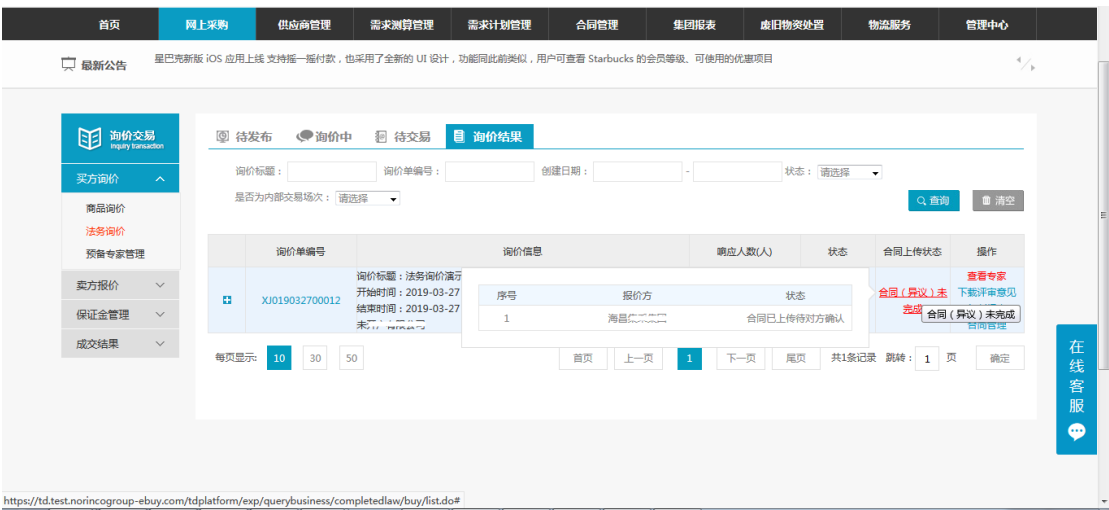 首页 网上采购 供应商管理 需求测算管理 需求计划管理 合同管理 集团报表 废旧物资处置 物流服务 管理中心
最新公告 星巴克新版 iOS 应用上线 支持摇一摇付款，也采用了全新的 UI 设计，功能同此前类似，用户可查看 Starbucks 的会员等级、可使用的优惠项目
询价交易
Inquiry transaction
买方询价
商品询价
法务询价
预备专家管理
卖方报价
保证金管理
成交结果
待发布 询价中 待交易 询价结果
询价标题： 询价单编号： 创建日期： - 状态： 请选择
是否为内部交易场次： 请选择
查询 清空
询价单编号 询价信息 响应人数(人) 状态 合同上传状态 操作
XJ019032700012
询价标题：法务询价演示
开始时间：2019-03-27
结束时间：2019-03-27
序号 报价方 状态
1 海昌集采集团 合同已上传待对方确认
合同（异议）未
完成
合同（异议）未完成
查看专家
下载评审意见
合同管理
每页显示: 10 30 50 首页 上一页 1 下一页 尾页 共1条记录 跳转： 1 页 确定
在线客服
https://td.test.norincogroup-ebuy.com/tdplatform/exp/querybusiness/completedlaw/buy/list.do#